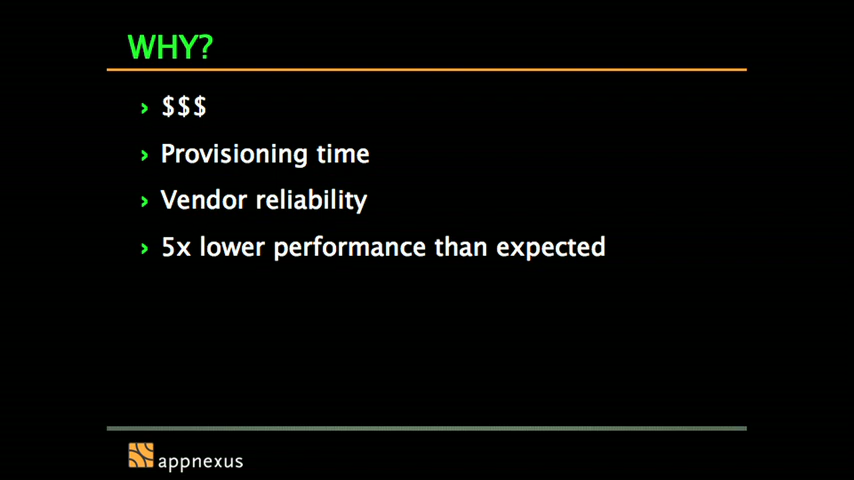 WHY?
› $$$
› Provisioning time
› Vendor reliability
› 5x lower performance than expected
appnexus